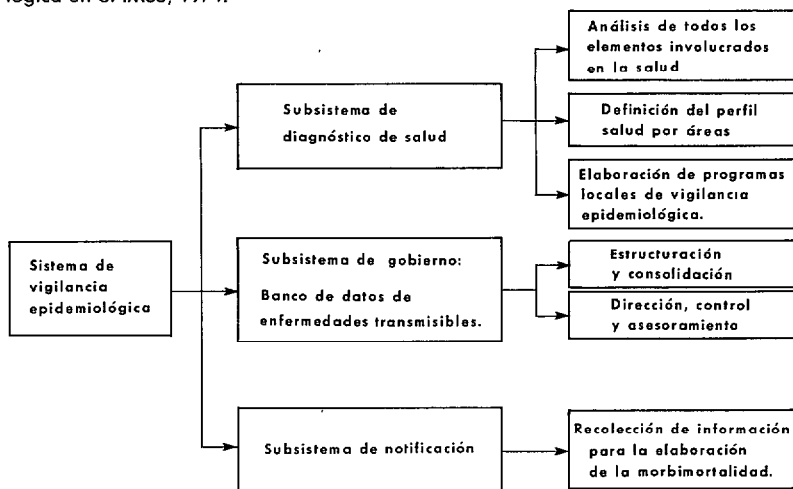 lógica en el IMSS, 1974.
Análisis de todos los
elementos involucrados
en la salud
Subsistema de
diagnóstico de salud
Definición del perfil
salud por áreas
Elaboración de programas
locales de vigilancia
epidemiológica.
Sistema de
vigilancia
epidemiológica
Subsistema de gobierno:
Banco de datos de
enfermedades transmisibles.
Estructuración
y consolidación
Dirección, control
y asesoramiento
Subsistema de notificación
Recolección de información
para la elaboración
de la morbimortalidad.